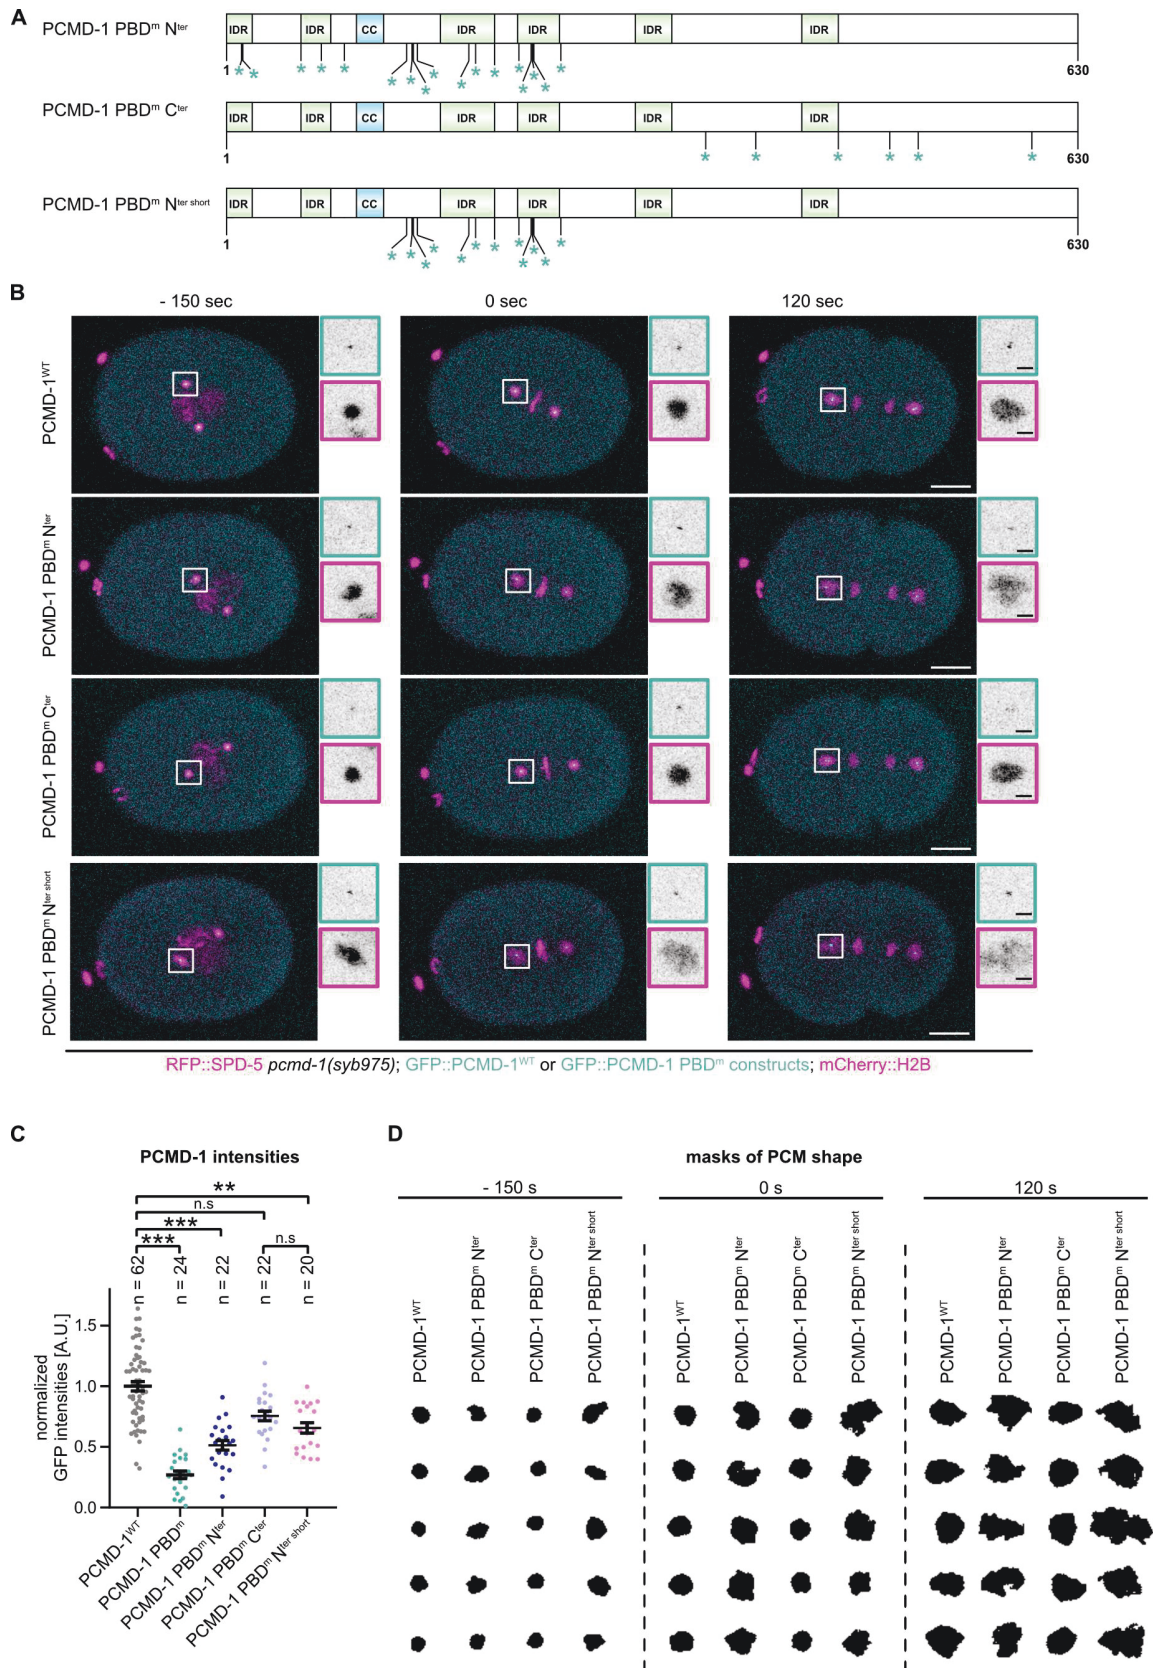 A
PCMD-1 PBDᵐ Nᵗᵉʳ
IDR IDR CC IDR IDR IDR IDR
* * * * * * * * * * * * * * * * *
1 630
PCMD-1 PBDᵐ Cᵗᵉʳ
IDR IDR CC IDR IDR IDR IDR
* * * * * *
1 630
PCMD-1 PBDᵐ Nᵗᵉʳ ˢʰᵒʳᵗ
IDR IDR CC IDR IDR IDR IDR
* * * * * * * * * * * *
1 630
B
- 150 sec 0 sec 120 sec
PCMD-1ᵂᵀ
PCMD-1 PBDᵐ Nᵗᵉʳ
PCMD-1 PBDᵐ Cᵗᵉʳ
PCMD-1 PBDᵐ Nᵗᵉʳ ˢʰᵒʳᵗ
RFP::SPD-5 pcmd-1(syb975); GFP::PCMD-1ᵂᵀ or GFP::PCMD-1 PBDᵐ constructs; mCherry::H2B
C
PCMD-1 intensities
**
n.s
***
*** n.s
n = 62 n = 24 n = 22 n = 22 n = 20
normalized
GFP intensities [A.U.]
1.5
1.0
0.5
0.0
PCMD-1ᵂᵀ
PCMD-1 PBDᵐ
PCMD-1 PBDᵐ Nᵗᵉʳ
PCMD-1 PBDᵐ Cᵗᵉʳ
PCMD-1 PBDᵐ Nᵗᵉʳ ˢʰᵒʳᵗ
D
masks of PCM shape
- 150 s 0 s 120 s
PCMD-1ᵂᵀ
PCMD-1 PBDᵐ Nᵗᵉʳ
PCMD-1 PBDᵐ Cᵗᵉʳ
PCMD-1 PBDᵐ Nᵗᵉʳ ˢʰᵒʳᵗ
PCMD-1ᵂᵀ
PCMD-1 PBDᵐ Nᵗᵉʳ
PCMD-1 PBDᵐ Cᵗᵉʳ
PCMD-1 PBDᵐ Nᵗᵉʳ ˢʰᵒʳᵗ
PCMD-1ᵂᵀ
PCMD-1 PBDᵐ Nᵗᵉʳ
PCMD-1 PBDᵐ Cᵗᵉʳ
PCMD-1 PBDᵐ Nᵗᵉʳ ˢʰᵒʳᵗ